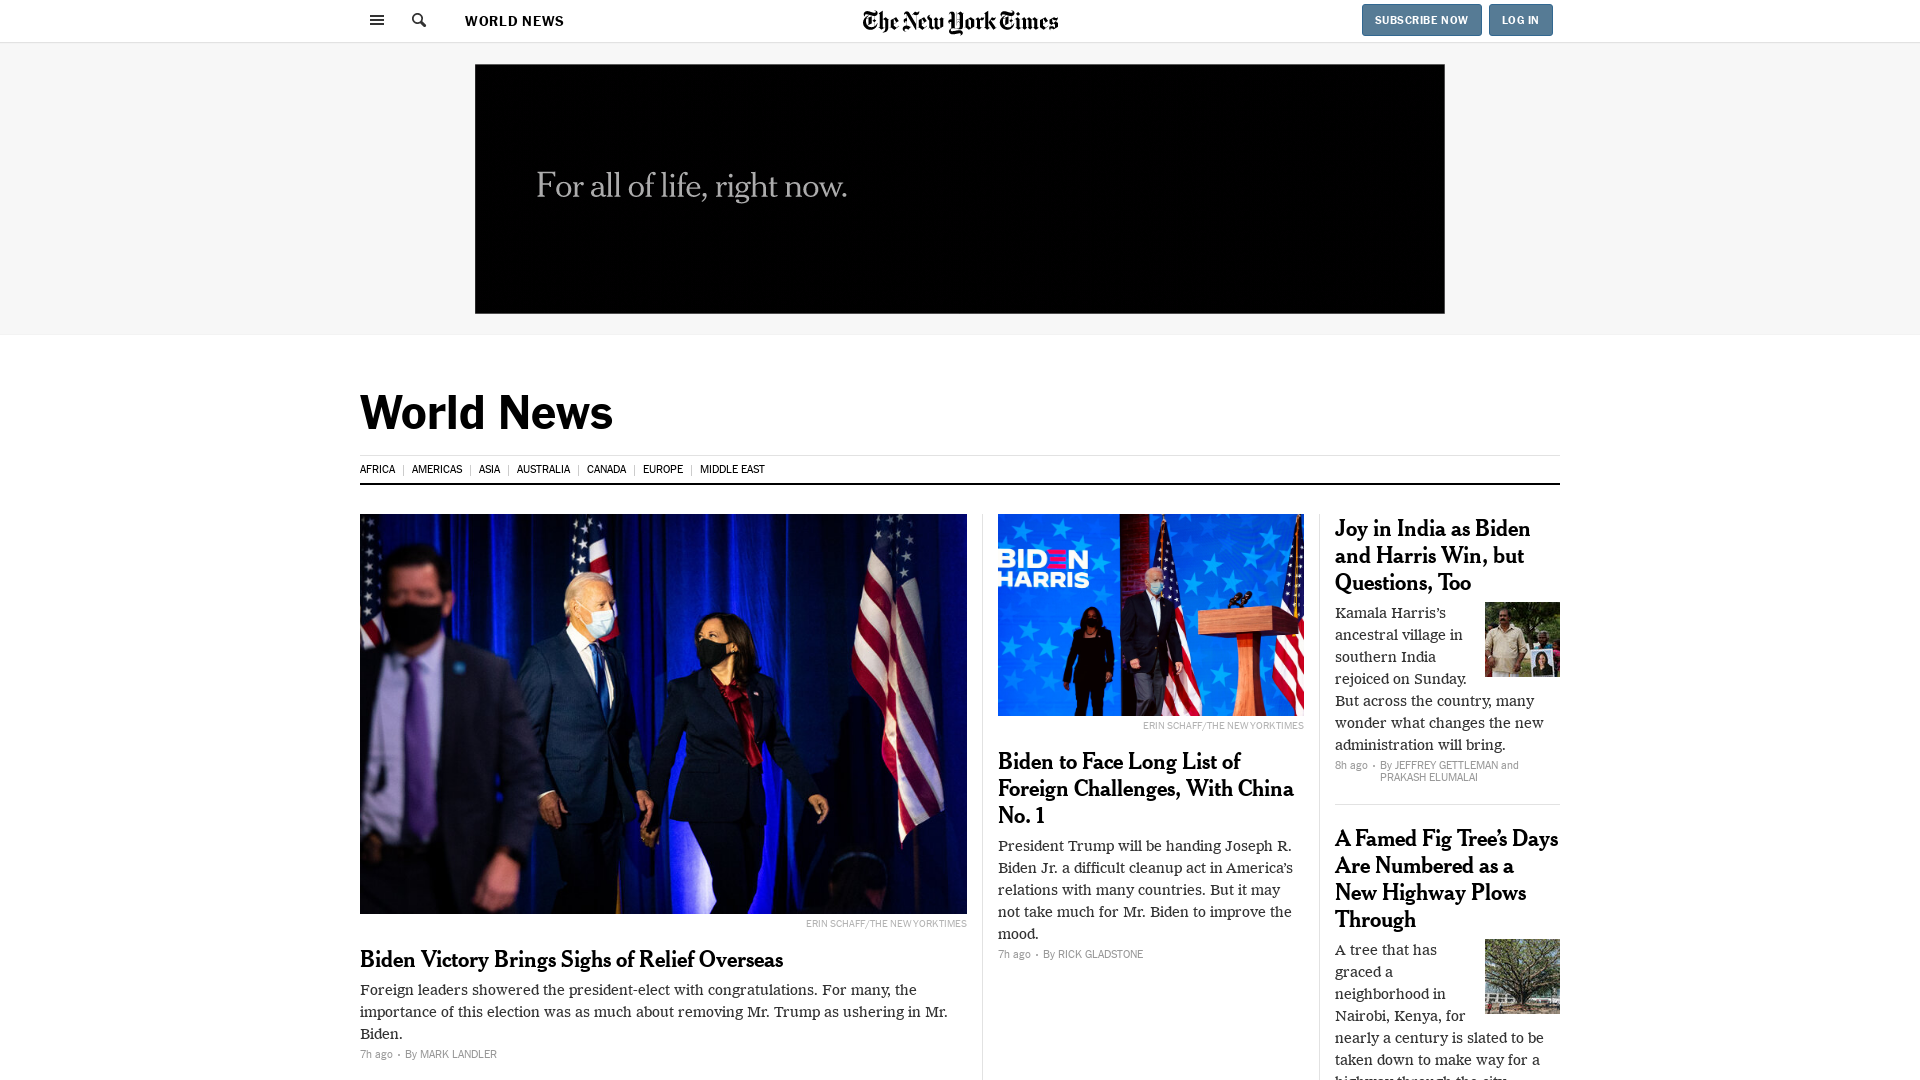 WORLD NEWS
The New York Times
SUBSCRIBE NOW
LOG IN
For all of life, right now.
World News
AFRICA
AMERICAS
ASIA
AUSTRALIA
CANADA
EUROPE
MIDDLE EAST
ERIN SCHAFF/THE NEW YORK TIMES
Biden Victory Brings Sighs of Relief Overseas
Foreign leaders showered the president-elect with congratulations. For many, the
importance of this election was as much about removing Mr. Trump as ushering in Mr.
Biden.
7h ago • By MARK LANDLER
BIDEN
HARRIS
ERIN SCHAFF/THE NEW YORK TIMES
Biden to Face Long List of
Foreign Challenges, With China
No. 1
President Trump will be handing Joseph R.
Biden Jr. a difficult cleanup act in America’s
relations with many countries. But it may
not take much for Mr. Biden to improve the
mood.
7h ago • By RICK GLADSTONE
Joy in India as Biden
and Harris Win, but
Questions, Too
Kamala Harris’s
ancestral village in
southern India
rejoiced on Sunday.
But across the country, many
wonder what changes the new
administration will bring.
8h ago • By JEFFREY GETTLEMAN and
PRAKASH ELUMALAI
A Famed Fig Tree’s Days
Are Numbered as a
New Highway Plows
Through
A tree that has
graced a
neighborhood in
Nairobi, Kenya, for
nearly a century is slated to be
taken down to make way for a
highway through the city.